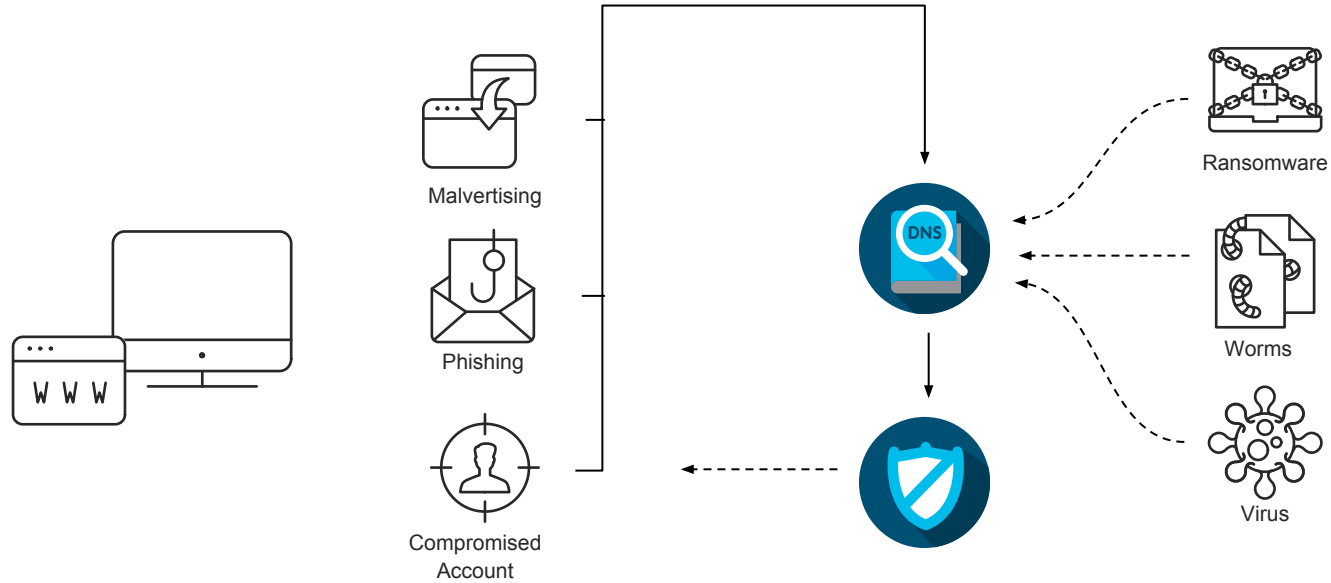 Malvertising
Phishing
Compromised
Account
W W W
DNS
Ransomware
Worms
Virus